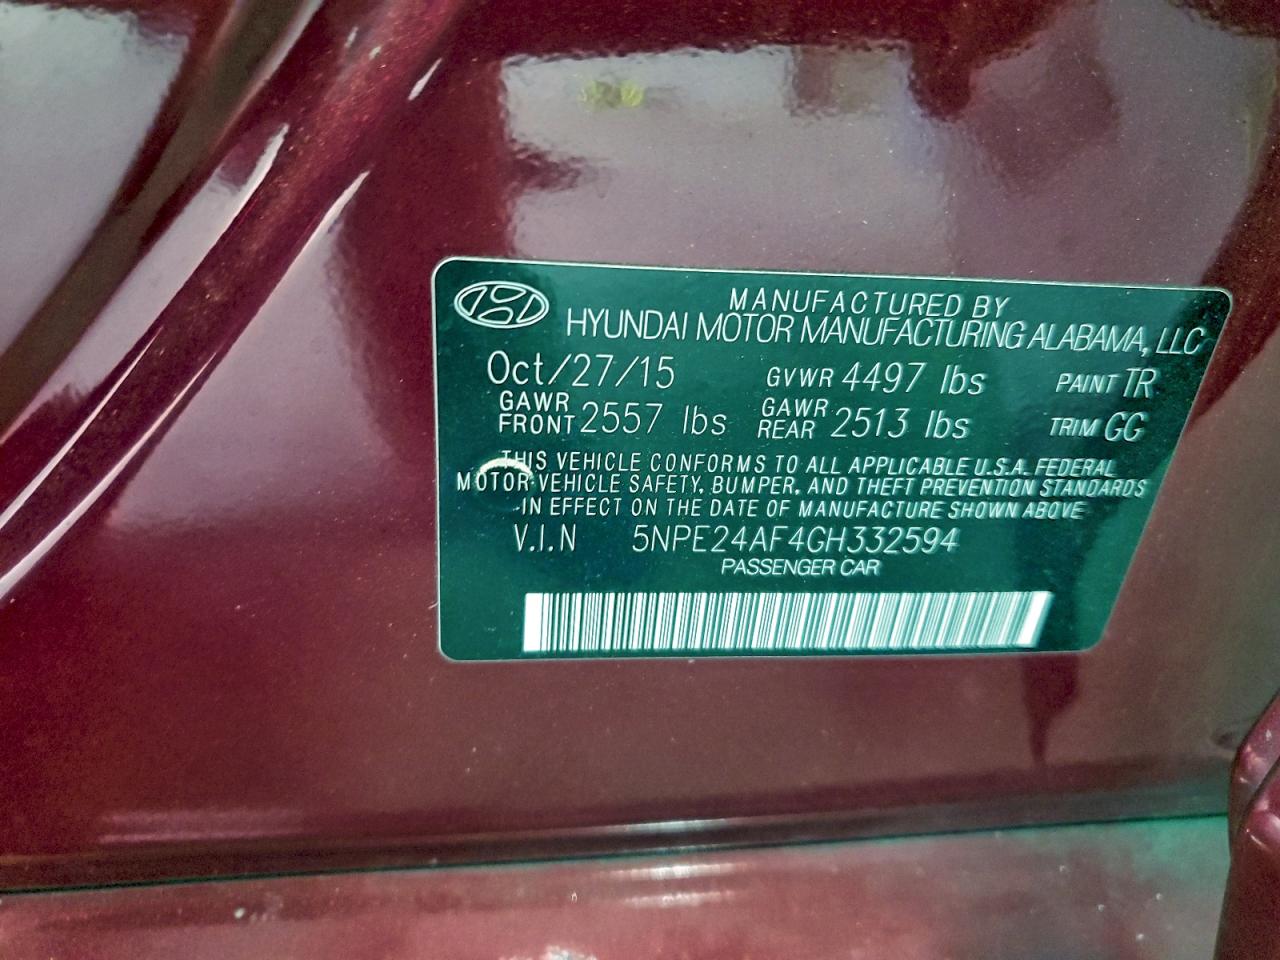 MANUFACTURED BY
HYUNDAI MOTOR MANUFACTURING ALABAMA, LLC
Oct/27/15 GVWR 4497 lbs PAINT TR
GAWR FRONT 2557 lbs GAWR REAR 2513 lbs TRIM GG
THIS VEHICLE CONFORMS TO ALL APPLICABLE U.S.A. FEDERAL
MOTOR VEHICLE SAFETY, BUMPER, AND THEFT PREVENTION STANDARDS
IN EFFECT ON THE DATE OF MANUFACTURE SHOWN ABOVE
V.I.N 5NPE24AF4GH332594
PASSENGER CAR